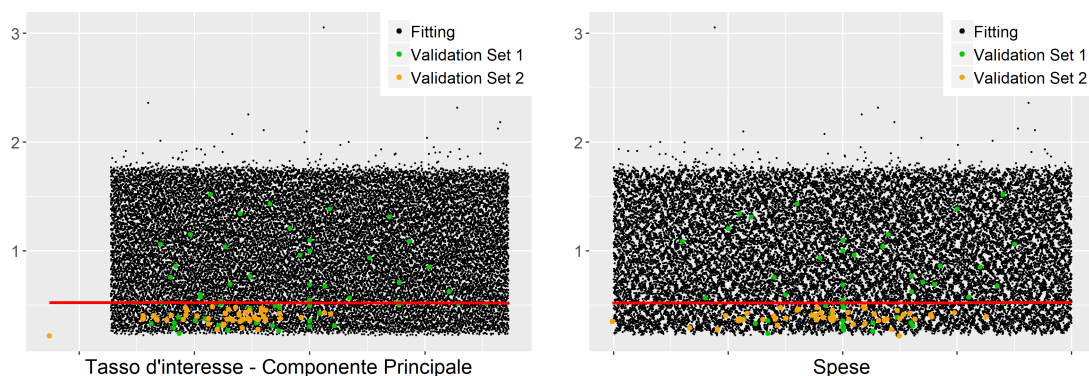 3
2
1
Fitting
Validation Set 1
Validation Set 2
Tasso d'interesse - Componente Principale
3
2
1
Fitting
Validation Set 1
Validation Set 2
Spese